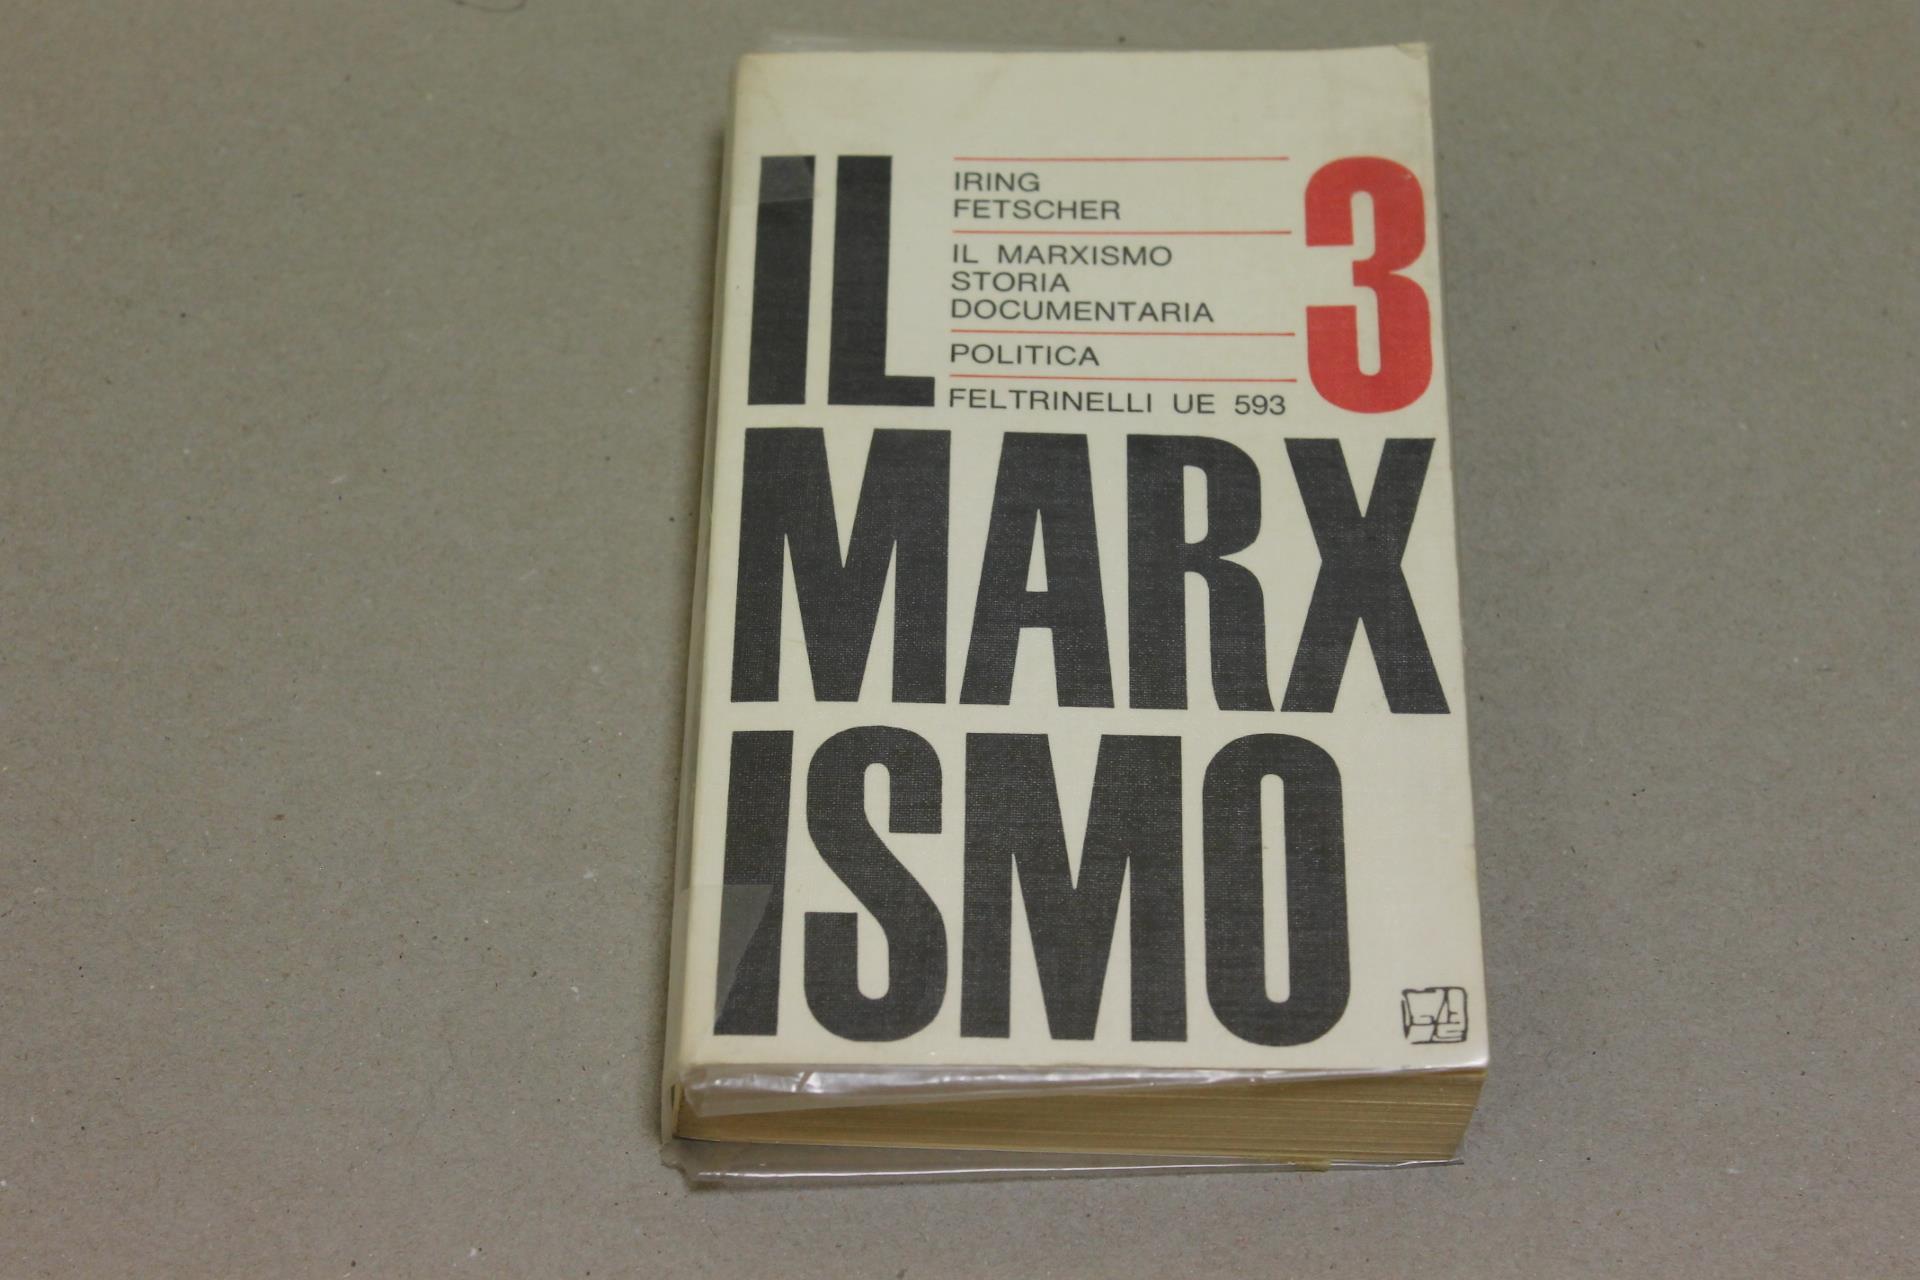 IL
IRING
FETSCHER
IL MARXISMO
STORIA
DOCUMENTARIA
POLITICA
FELTRINELLI UE 593
3
MARX
ISMO